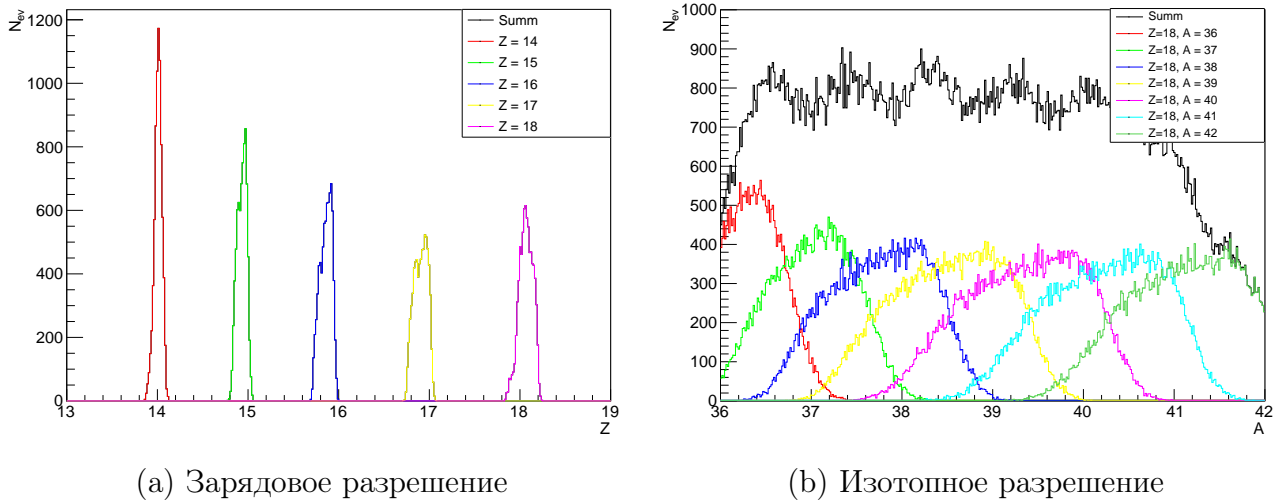 N_ev
1200
1000
800
600
400
200
0
13 14 15 16 17 18 19
Z
Summ
Z = 14
Z = 15
Z = 16
Z = 17
Z = 18
(a) Зарядовое разрешение
N_ev
1000
900
800
700
600
500
400
300
200
100
0
36 37 38 39 40 41 42
A
Summ
Z=18, A = 36
Z=18, A = 37
Z=18, A = 38
Z=18, A = 39
Z=18, A = 40
Z=18, A = 41
Z=18, A = 42
(b) Изотопное разрешение